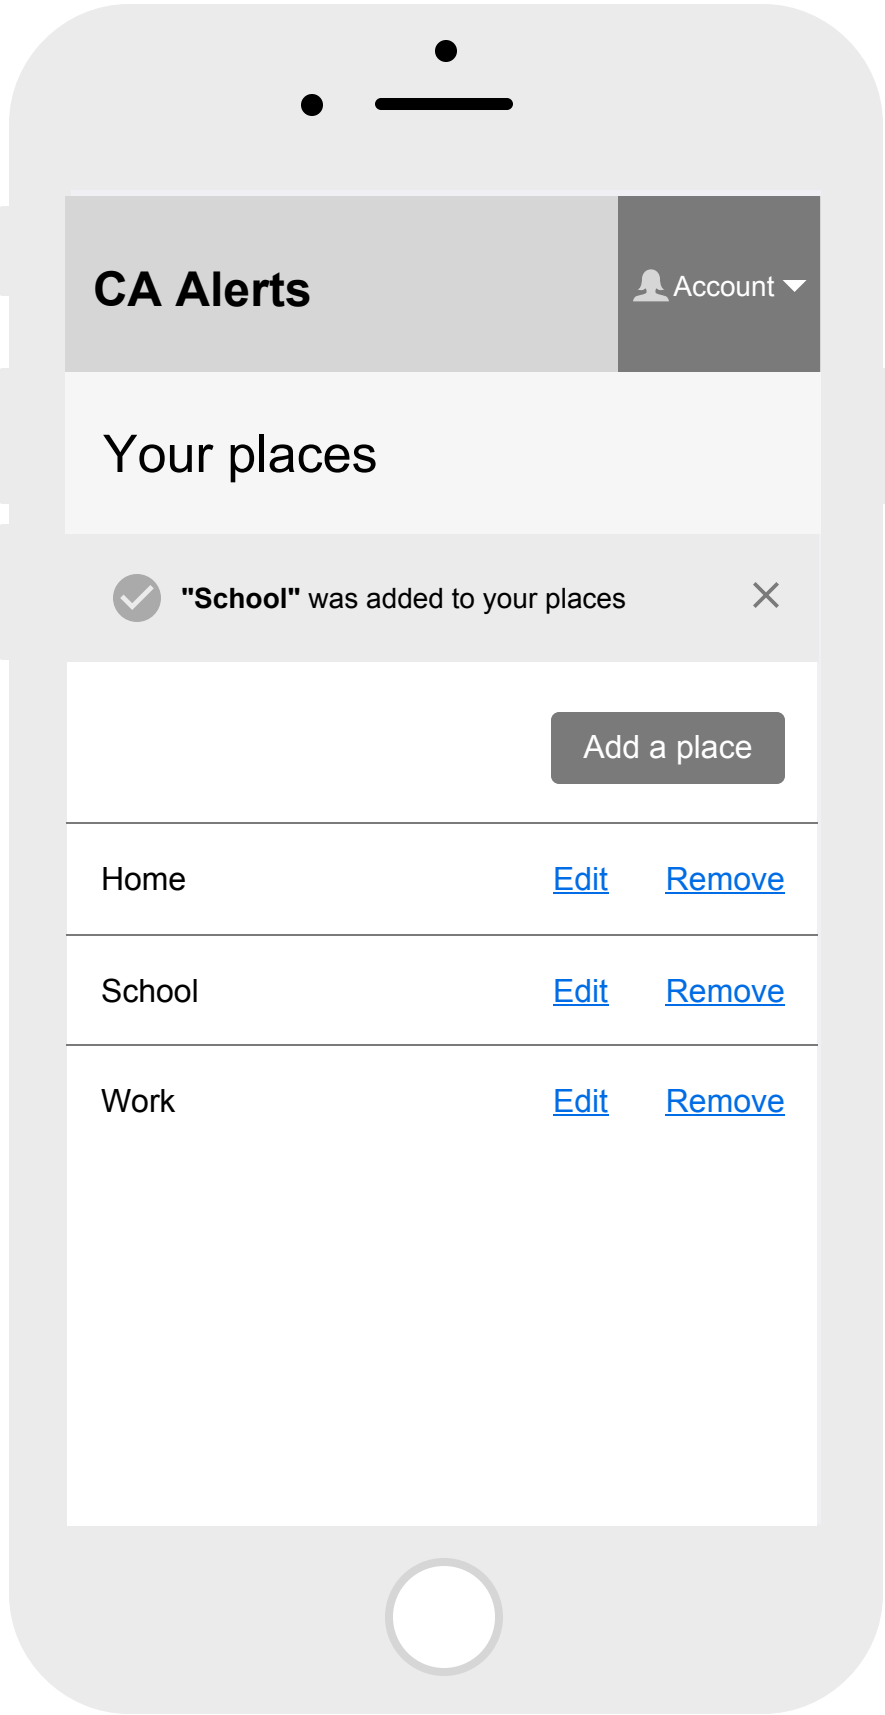 CA Alerts
Account
Your places
"School" was added to your places
Add a place
Home Edit Remove
School Edit Remove
Work Edit Remove